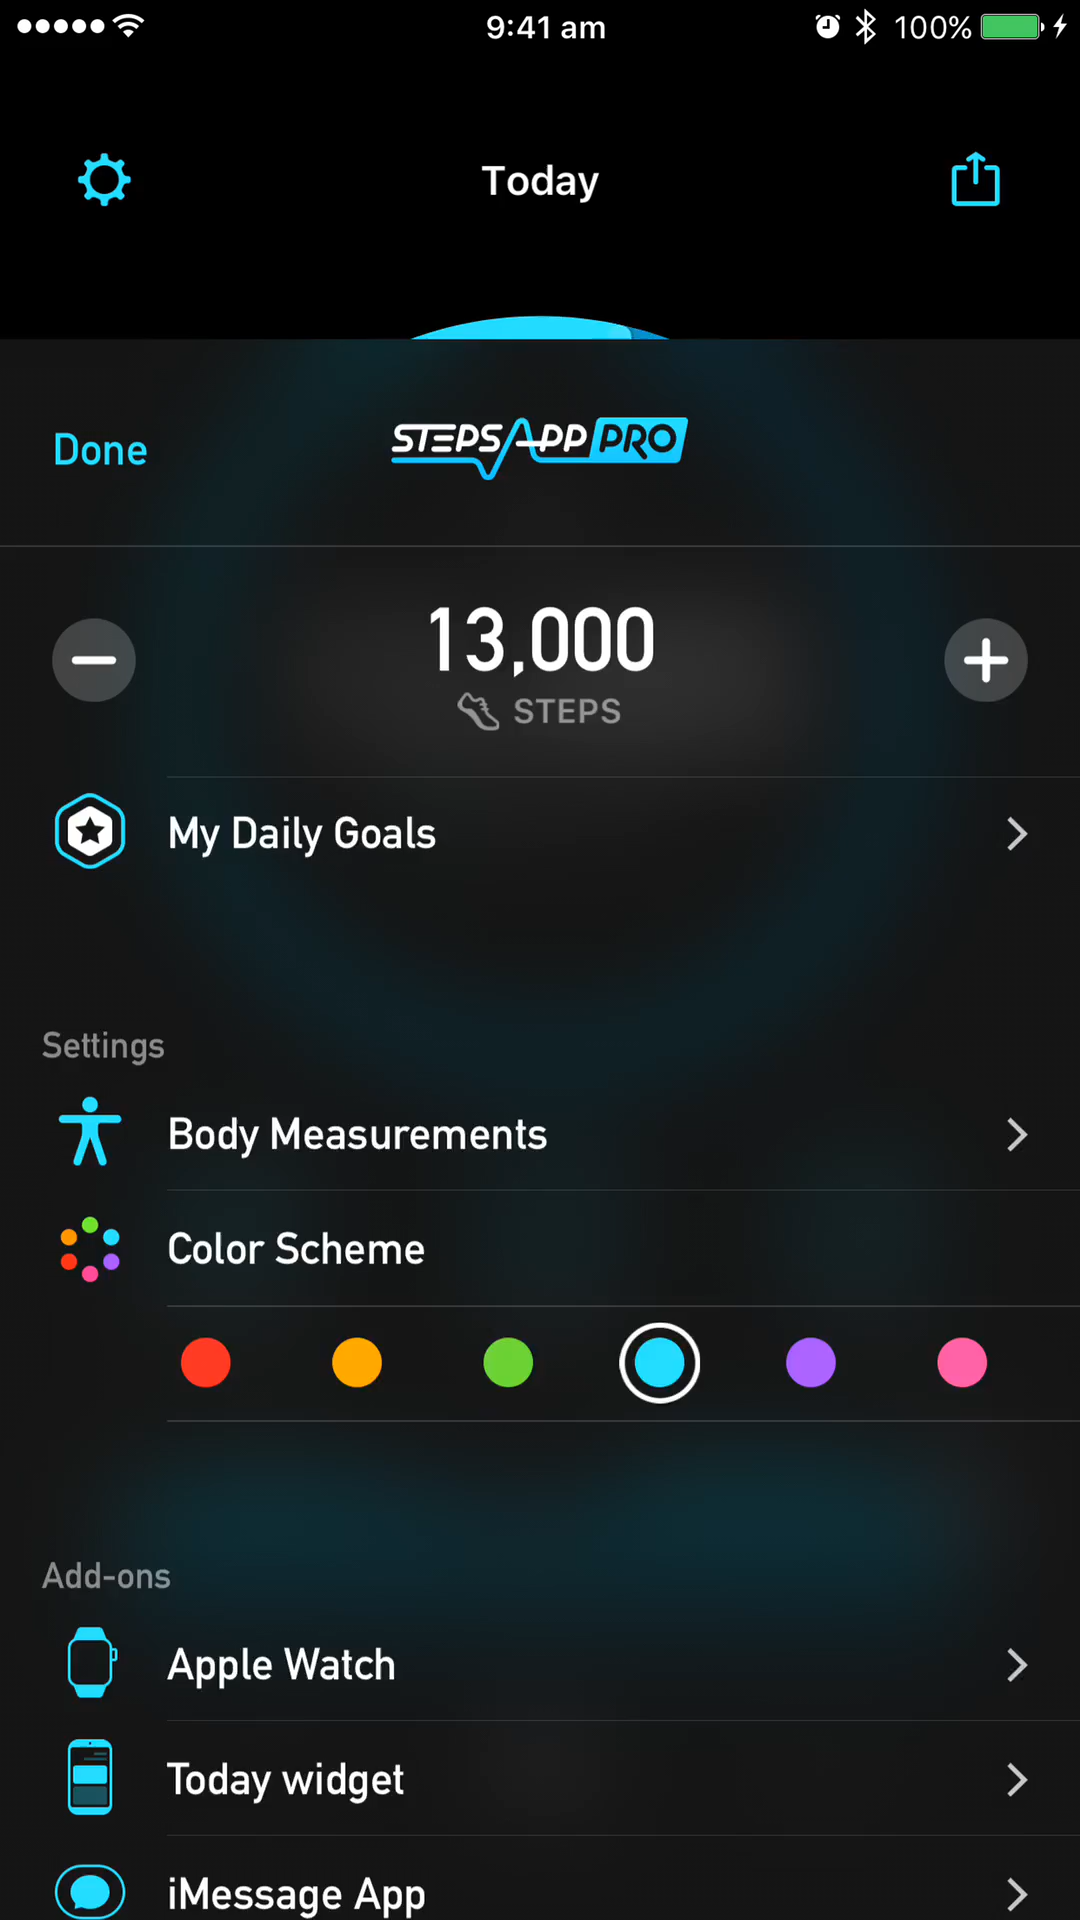 9:41 am
100%
Today
Done
STEPSAPP PRO
13,000
STEPS
My Daily Goals
Settings
Body Measurements
Color Scheme
Add-ons
Apple Watch
Today widget
iMessage App